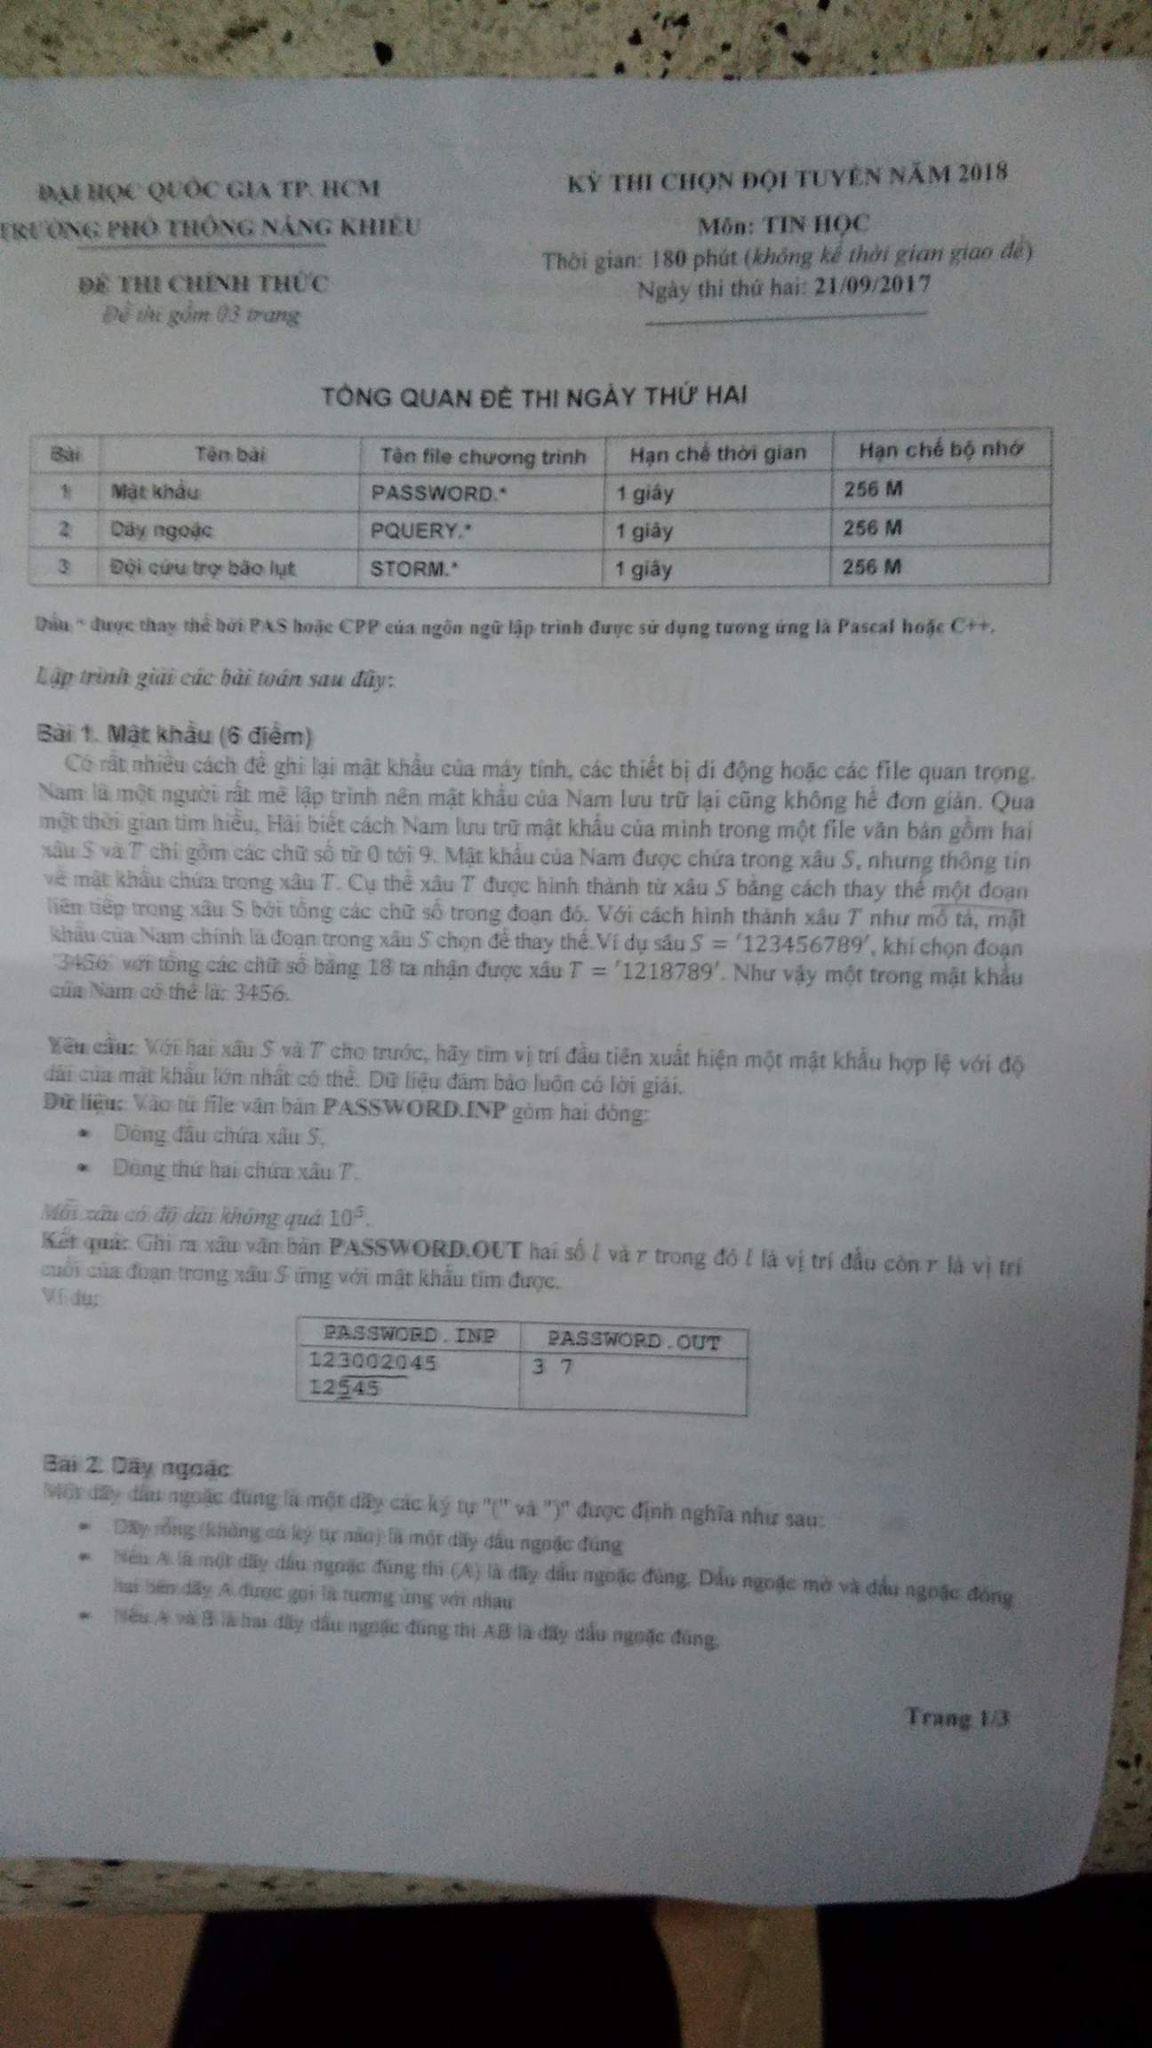 ĐẠI HỌC QUỐC GIA TP. HCM
TRƯỜNG PHỔ THÔNG NĂNG KHIẾU
ĐỀ THI CHÍNH THỨC
Đề thi gồm 03 trang
KỲ THI CHỌN ĐỘI TUYỂN NĂM 2018
Môn: TIN HỌC
Thời gian: 180 phút (không kể thời gian giao đề)
Ngày thi thứ hai: 21/09/2017
TỔNG QUAN ĐỀ THI NGÀY THỨ HAI
Bài Tên bài Tên file chương trình Hạn chế thời gian Hạn chế bộ nhớ
1 Mật khẩu PASSWORD.* 1 giây 256 M
2 Dãy ngoặc PQUERY.* 1 giây 256 M
3 Đội cứu trợ bão lụt STORM.* 1 giây 256 M
Dấu * được thay thế bởi PAS hoặc CPP của ngôn ngữ lập trình được sử dụng tương ứng là Pascal hoặc C++.
Lập trình giải các bài toán sau đây:
Bài 1. Mật khẩu (6 điểm)
Có rất nhiều cách để ghi lại mật khẩu của máy tính, các thiết bị di động hoặc các file quan trọng.
Nam là một người rất mê lập trình nên mật khẩu của Nam lưu trữ lại cũng không hề đơn giản. Qua
một thời gian tìm hiểu, Hải biết cách Nam lưu trữ mật khẩu của mình trong một file văn bản gồm hai
xâu S và T chỉ gồm các chữ số từ 0 tới 9. Mật khẩu của Nam được chứa trong xâu S, nhưng thông tin
về mật khẩu chứa trong xâu T. Cụ thể xâu T được hình thành từ xâu S bằng cách thay thế một đoạn
liên tiếp trong xâu S bởi tổng các chữ số trong đoạn đó. Với cách hình thành xâu T như mô tả, mật
khẩu của Nam chính là đoạn trong xâu S chọn để thay thế. Ví dụ sâu S = '123456789', khi chọn đoạn
'3456' với tổng các chữ số bằng 18 ta nhận được xâu T = '1218789'. Như vậy một trong mật khẩu
của Nam có thể là: 3456.
Yêu cầu: Với hai xâu S và T cho trước, hãy tìm vị trí đầu tiên xuất hiện một mật khẩu hợp lệ với độ
dài của mật khẩu lớn nhất có thể. Dữ liệu đảm bảo luôn có lời giải.
Dữ liệu: Vào từ file văn bản PASSWORD.INP gồm hai dòng:
• Dòng đầu chứa xâu S,
• Dòng thứ hai chứa xâu T.
Mỗi xâu có độ dài không quá 10⁵.
Kết quả: Ghi ra xâu văn bản PASSWORD.OUT hai số l và r trong đó l là vị trí đầu còn r là vị trí
cuối của đoạn trong xâu S ứng với mật khẩu tìm được.
Ví dụ:
PASSWORD.INP PASSWORD.OUT
123002045 3 7
12545
Bài 2. Dãy ngoặc
Một dãy dấu ngoặc đúng là một dãy các ký tự "(" và ")" được định nghĩa như sau:
• Dãy rỗng (không có ký tự nào) là một dãy dấu ngoặc đúng
• Nếu A là một dãy dấu ngoặc đúng thì (A) là dãy dấu ngoặc đúng. Dấu ngoặc mở và dấu ngoặc đóng
hai bên dãy A được gọi là tương ứng với nhau
• Nếu A và B là hai dãy dấu ngoặc đúng thì AB là dãy dấu ngoặc đúng.
Trang 1/3